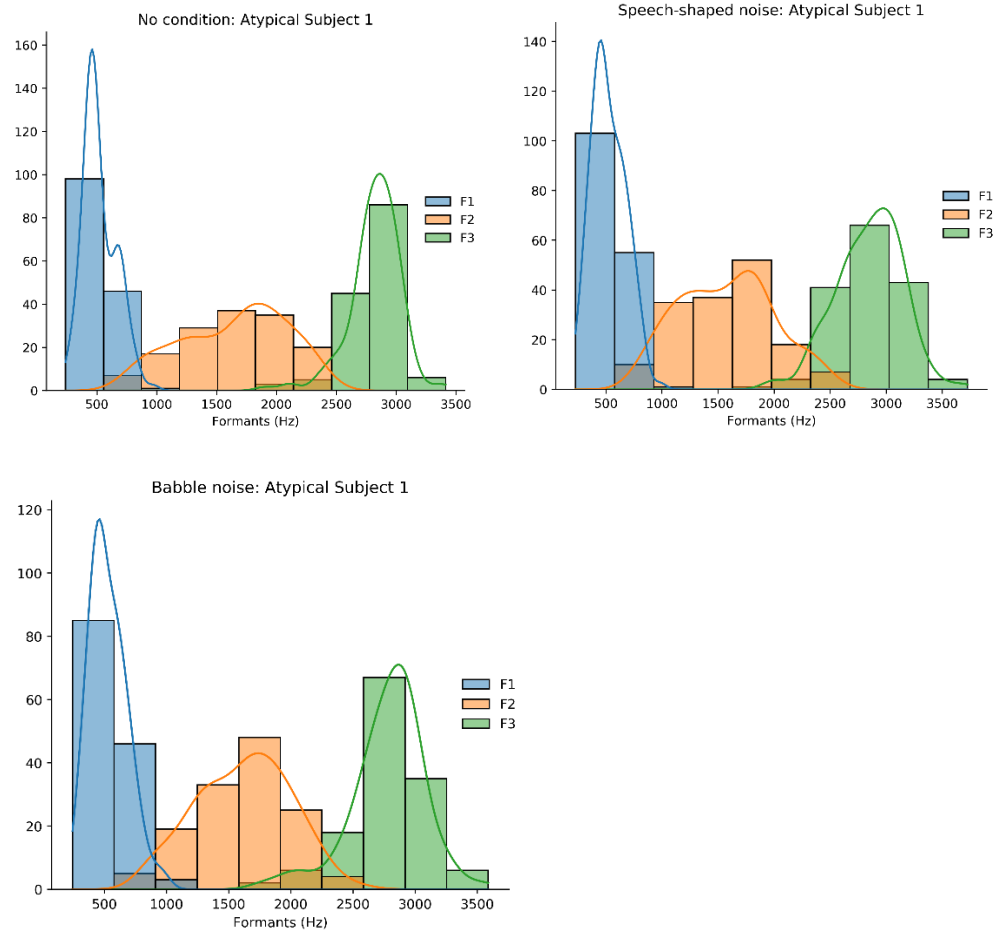 No condition: Atypical Subject 1
160
140
120
100
80
60
40
20
0
500 1000 1500 2000 2500 3000 3500
Formants (Hz)
F1
F2
F3
Speech-shaped noise: Atypical Subject 1
140
120
100
80
60
40
20
0
500 1000 1500 2000 2500 3000 3500
Formants (Hz)
F1
F2
F3
Babble noise: Atypical Subject 1
120
100
80
60
40
20
0
500 1000 1500 2000 2500 3000 3500
Formants (Hz)
F1
F2
F3